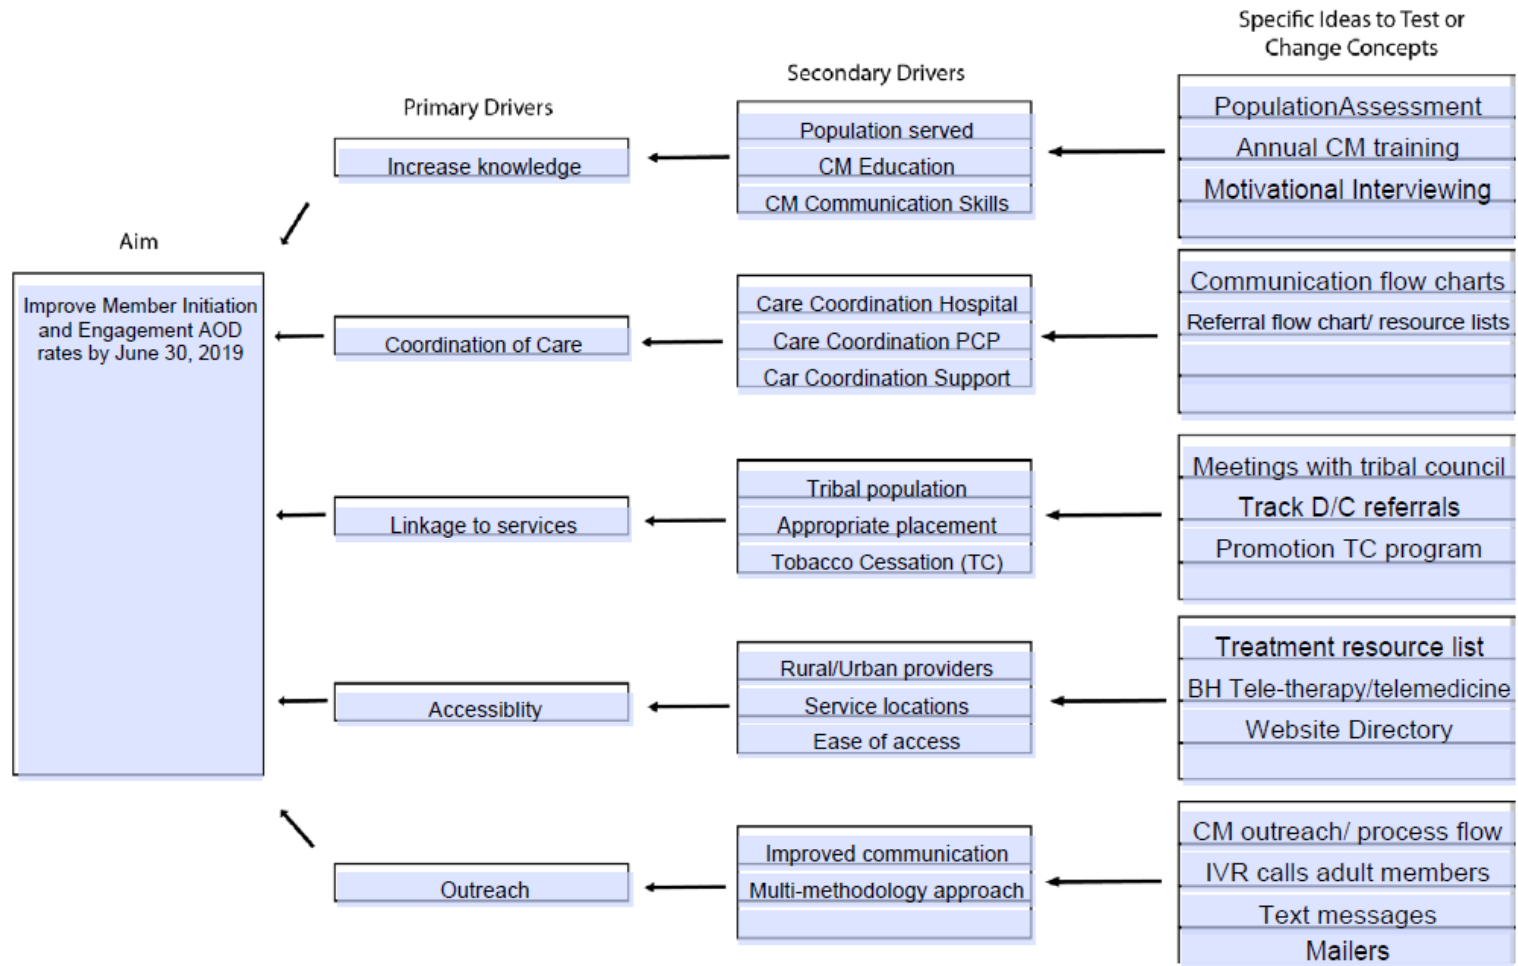 Specific Ideas to Test or
Change Concepts
Secondary Drivers
Primary Drivers
Aim
Improve Member Initiation
and Engagement AOD
rates by June 30, 2019
Increase knowledge
Population served
CM Education
CM Communication Skills
PopulationAssessment
Annual CM training
Motivational Interviewing
Coordination of Care
Care Coordination Hospital
Care Coordination PCP
Car Coordination Support
Communication flow charts
Referral flow chart/ resource lists
Linkage to services
Tribal population
Appropriate placement
Tobacco Cessation (TC)
Meetings with tribal council
Track D/C referrals
Promotion TC program
Accessiblity
Rural/Urban providers
Service locations
Ease of access
Treatment resource list
BH Tele-therapy/telemedicine
Website Directory
Outreach
Improved communication
Multi-methodology approach
CM outreach/ process flow
IVR calls adult members
Text messages
Mailers